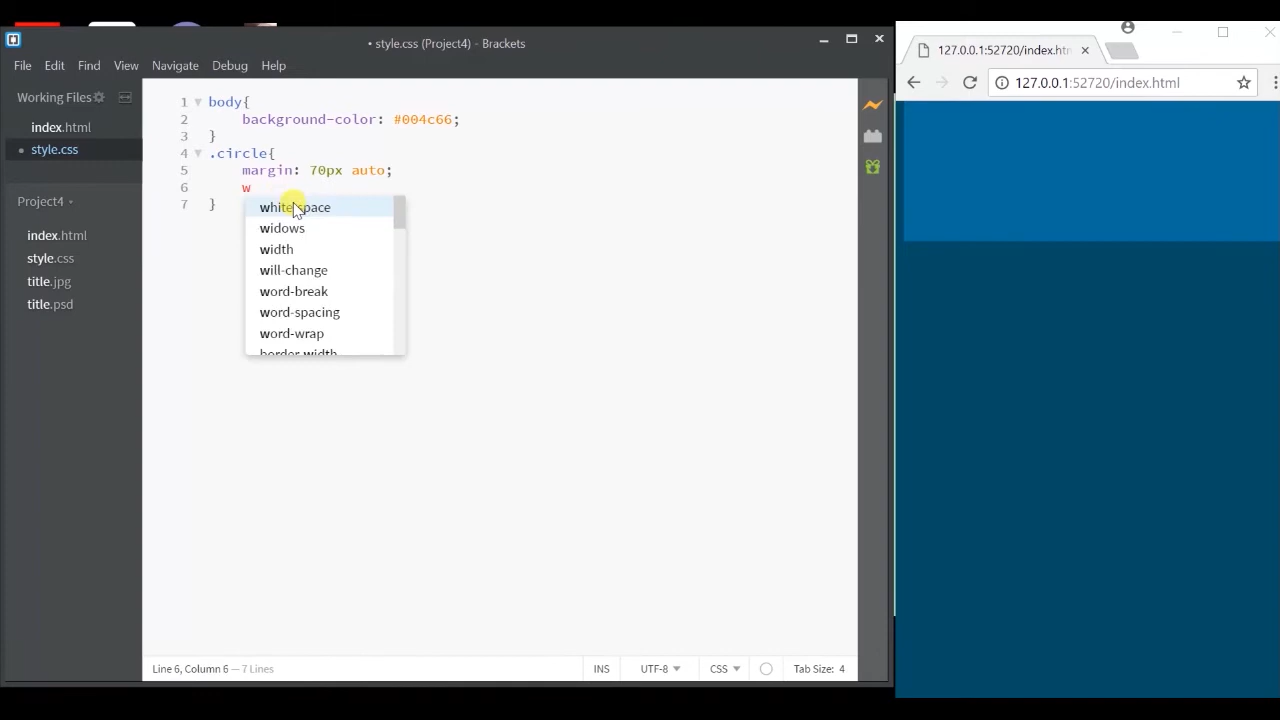 • style.css (Project4) - Brackets
File Edit Find View Navigate Debug Help
Working Files
index.html
• style.css
Project4
index.html
style.css
title.jpg
title.psd
1 body{
2 background-color: #004c66;
3 }
4 .circle{
5 margin: 70px auto;
6 w
7 }
white-space
widows
width
will-change
word-break
word-spacing
word-wrap
border-width
Line 6, Column 6 — 7 Lines
INS UTF-8 CSS Tab Size: 4
127.0.0.1:52720/index.htn
127.0.0.1:52720/index.html